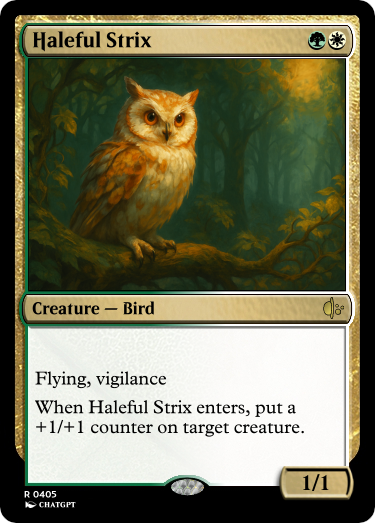 Haleful Strix
Creature — Bird
Flying, vigilance
When Haleful Strix enters, put a
+1/+1 counter on target creature.
1/1
R 0405
CHATGPT